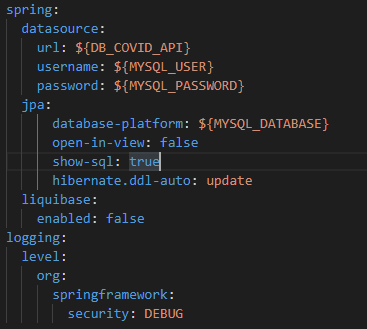 spring:
  datasource:
    url: ${DB_COVID_API}
    username: ${MYSQL_USER}
    password: ${MYSQL_PASSWORD}
  jpa:
      database-platform: ${MYSQL_DATABASE}
      open-in-view: false
      show-sql: true
      hibernate.ddl-auto: update
  liquibase:
    enabled: false
logging:
  level:
    org:
      springframework:
        security: DEBUG